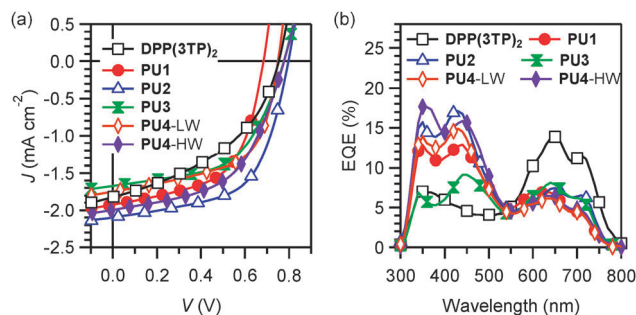 (a)
0.5
0.0
-0.5
-1.0
-1.5
-2.0
-2.5
J (mA cm⁻²)
DPP(3TP)₂
PU1
PU2
PU3
PU4-LW
PU4-HW
0.0 0.2 0.4 0.6 0.8
V (V)
(b)
25
20
15
10
5
0
EQE (%)
DPP(3TP)₂ PU1
PU2 PU3
PU4-LW PU4-HW
300 400 500 600 700 800
Wavelength (nm)